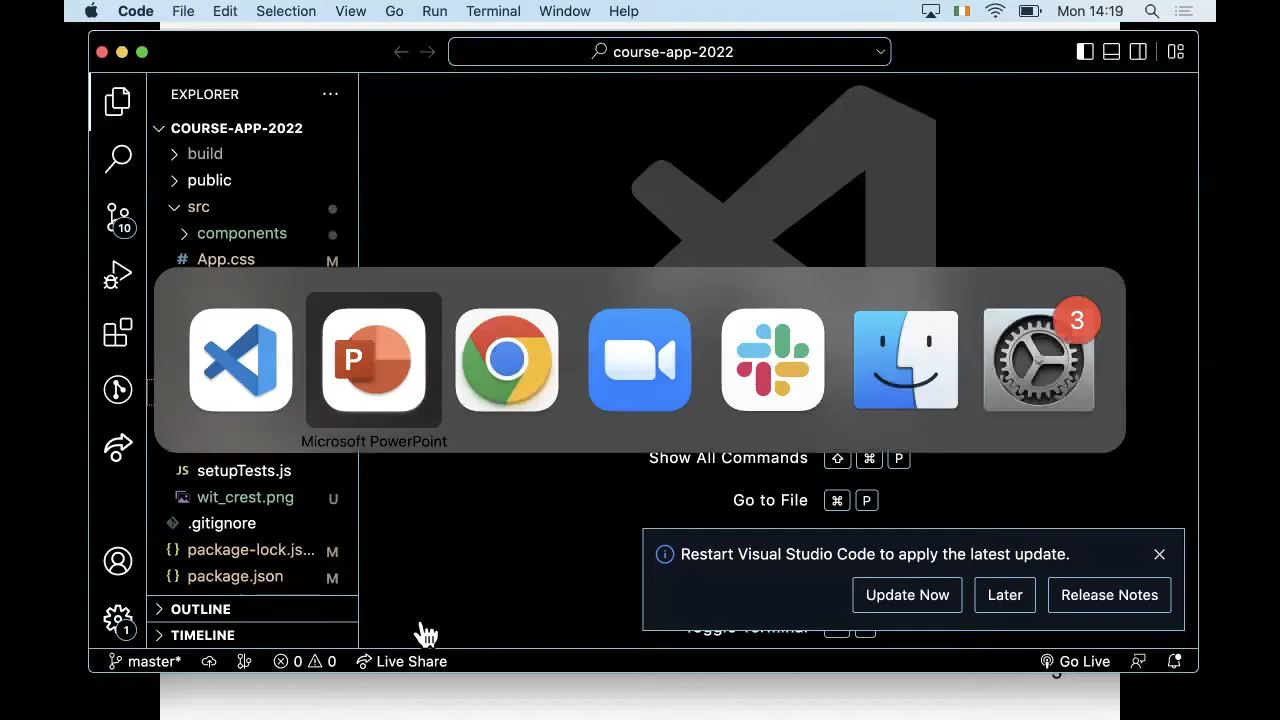 Code File Edit Selection View Go Run Terminal Window Help Mon 14:19
course-app-2022
EXPLORER
COURSE-APP-2022
build
public
src
components
# App.css M
3
P
Microsoft PowerPoint
JS setupTests.js
wit_crest.png U
.gitignore
{} package-lock.js... M
{} package.json M
OUTLINE
TIMELINE
10
1
Show All Commands ⇧ ⌘ P
Go to File ⌘ P
Restart Visual Studio Code to apply the latest update.
Update Now Later Release Notes
Toggle Terminal
master* 0 0 Live Share Go Live